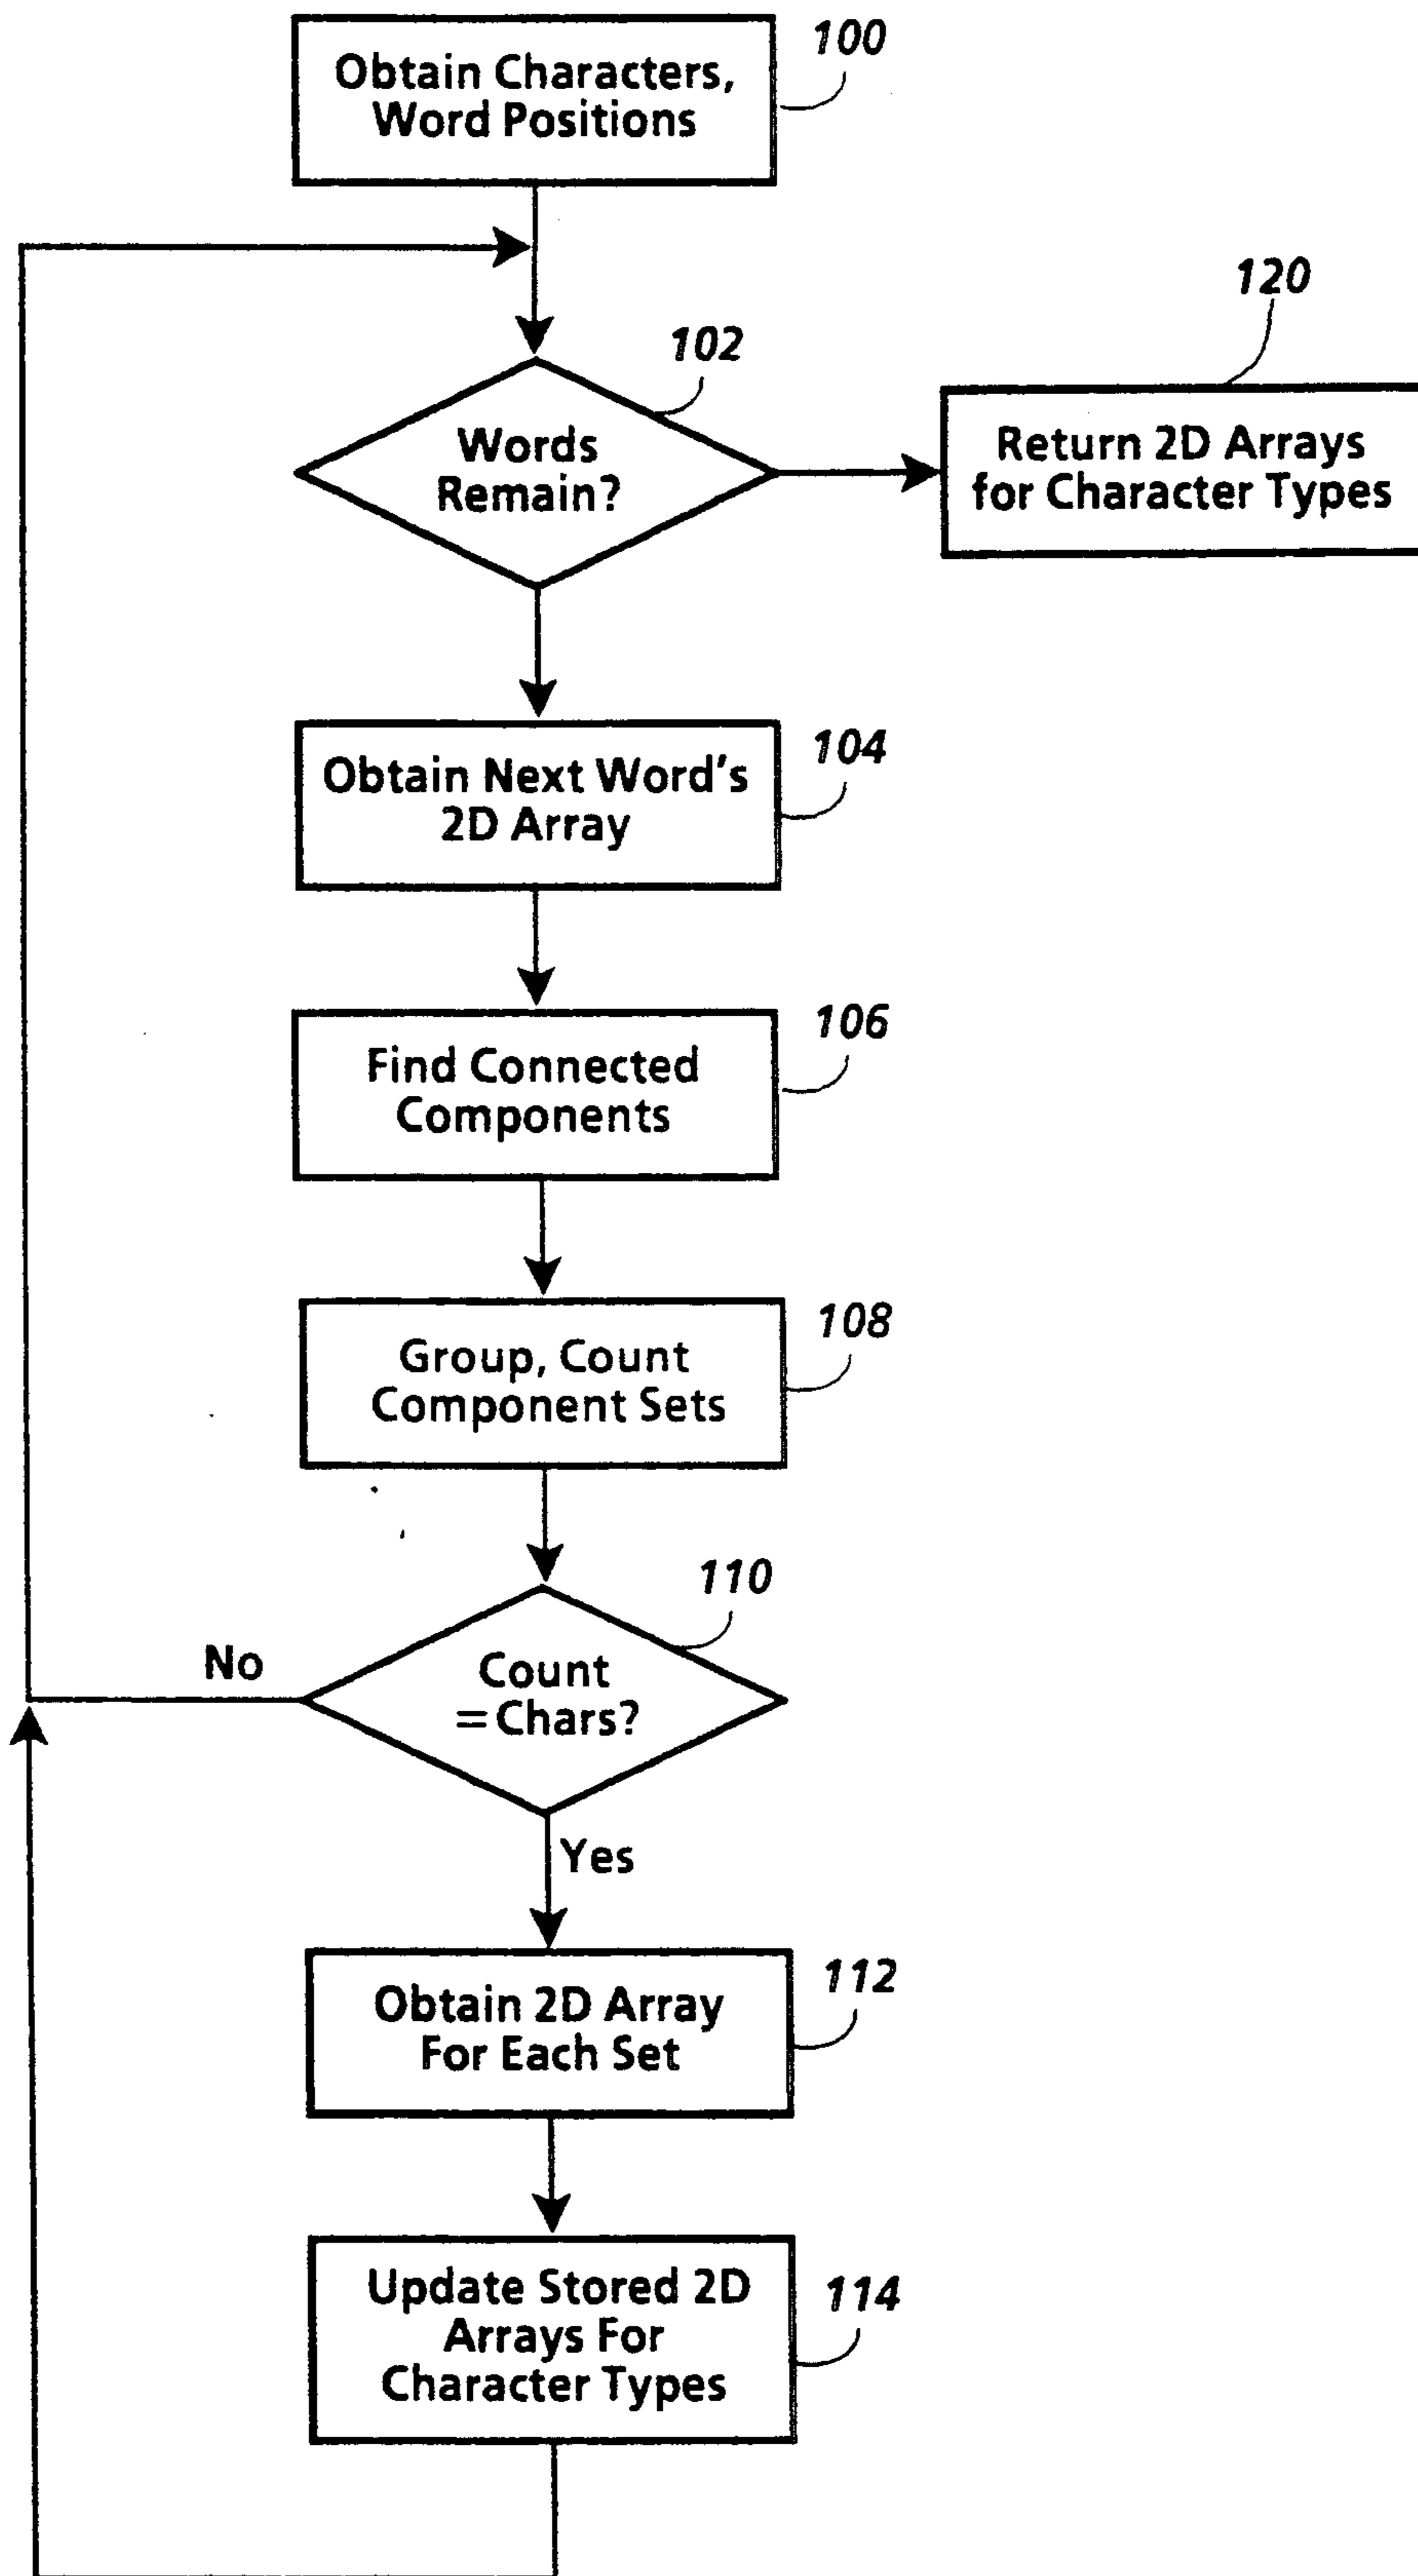 100
Obtain Characters,
Word Positions
120
102
Words
Remain?
Return 2D Arrays
for Character Types
104
Obtain Next Word's
2D Array
106
Find Connected
Components
108
Group, Count
Component Sets
110
No
Count
=Chars?
Yes
112
Obtain 2D Array
For Each Set
114
Update Stored 2D
Arrays For
Character Types